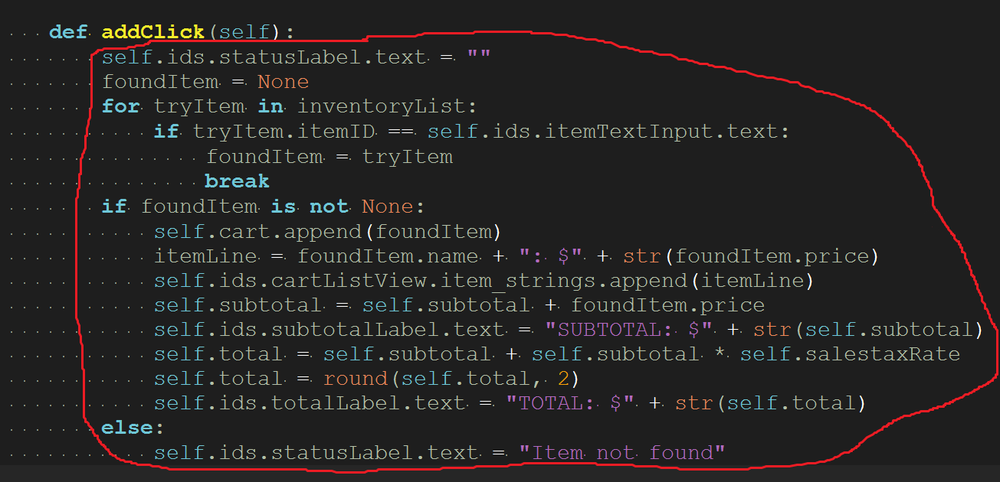 def addClick(self):
self.ids.statusLabel.text = ""
foundItem = None
for tryItem in inventoryList:
if tryItem.itemID == self.ids.itemTextInput.text:
foundItem = tryItem
break
if foundItem is not None:
self.cart.append(foundItem)
itemLine = foundItem.name + ": $" + str(foundItem.price)
self.ids.cartListView.item_strings.append(itemLine)
self.subtotal = self.subtotal + foundItem.price
self.ids.subtotalLabel.text = "SUBTOTAL: $" + str(self.subtotal)
self.total = self.subtotal + self.subtotal * self.salestaxRate
self.total = round(self.total, 2)
self.ids.totalLabel.text = "TOTAL: $" + str(self.total)
else:
self.ids.statusLabel.text = "Item not found"